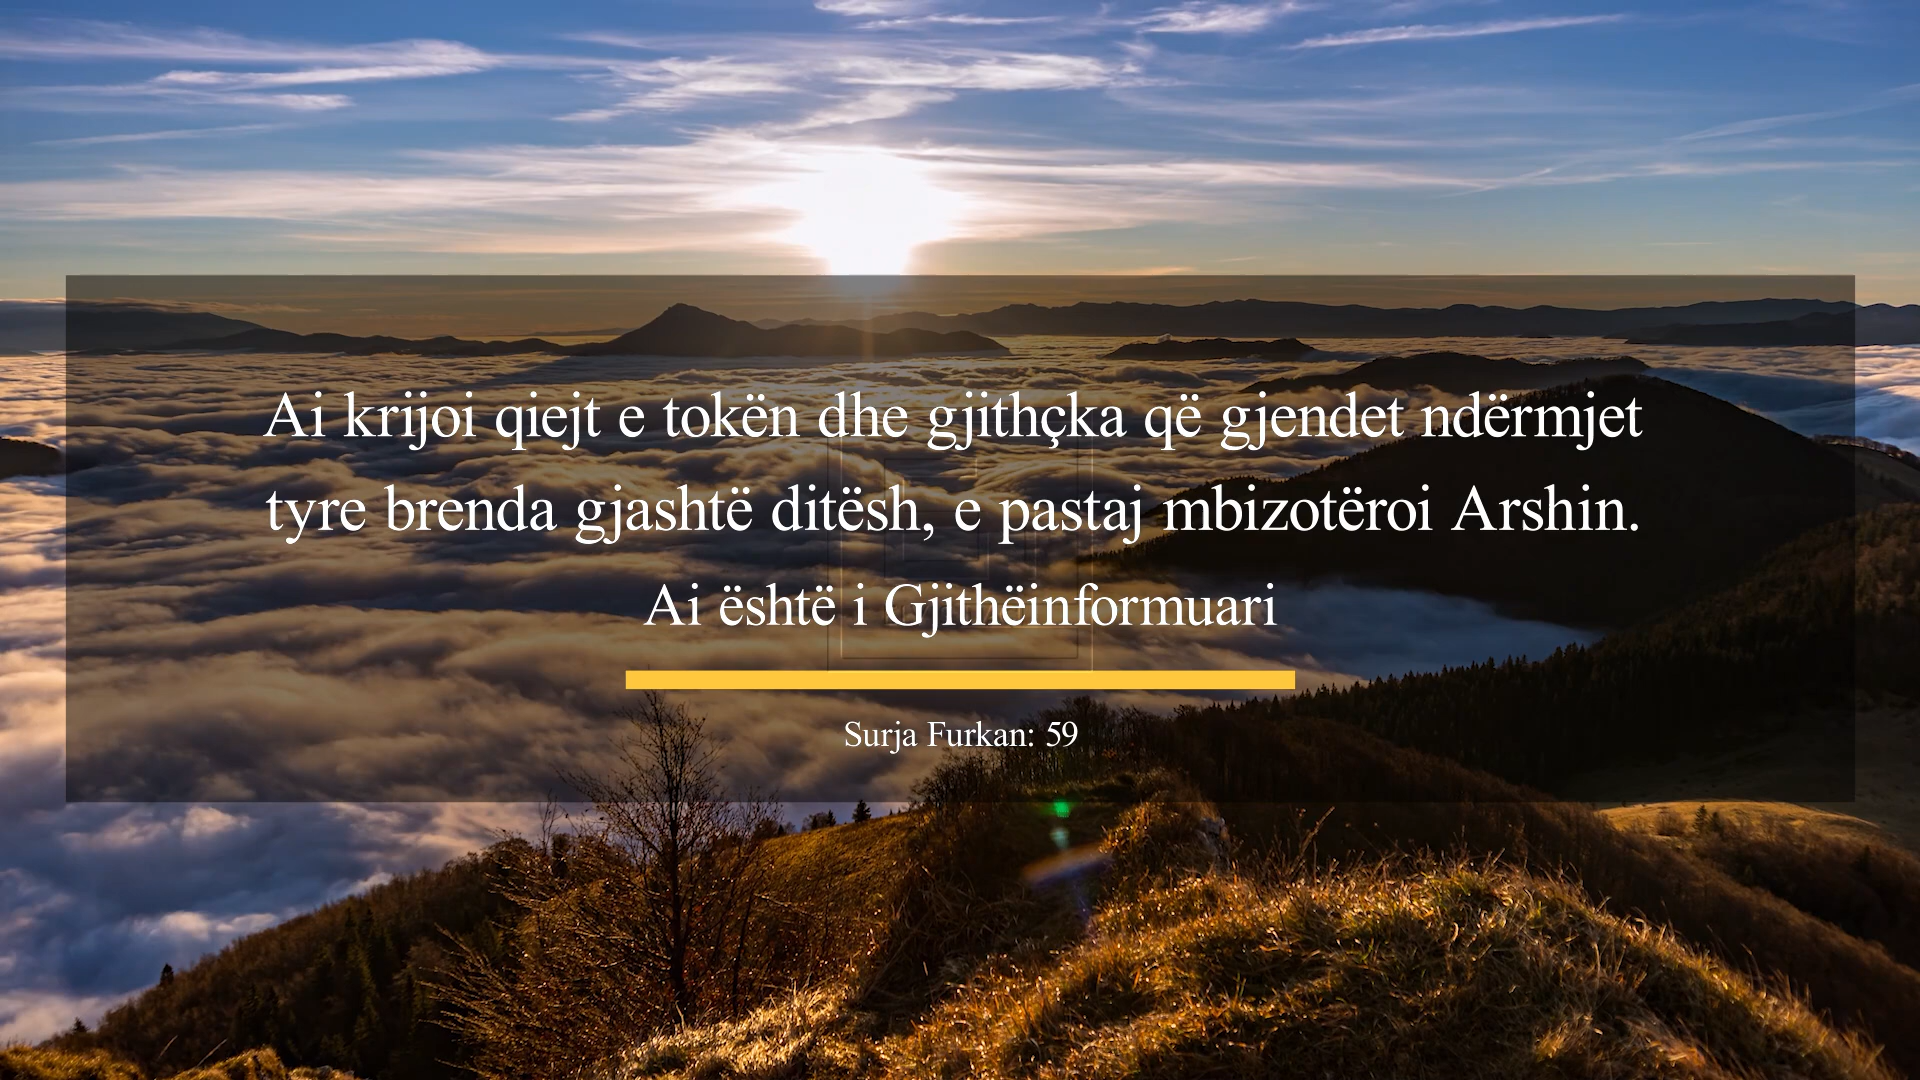 Ai krijoi qiejt e tokën dhe gjithçka që gjendet ndërmjet
tyre brenda gjashtë ditësh, e pastaj mbizotëroi Arshin.
Ai është i Gjithëinformuari
Surja Furkan: 59